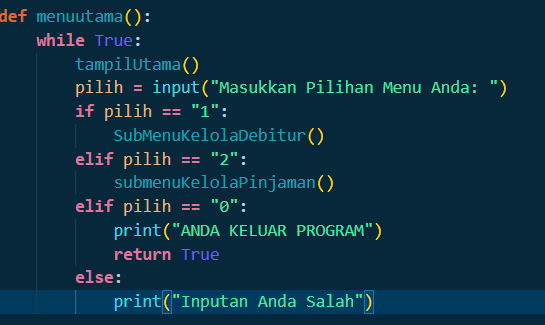 def menuutama():
    while True:
        tampilUtama()
        pilih = input("Masukkan Pilihan Menu Anda: ")
        if pilih == "1":
            SubMenuKelolaDebitur()
        elif pilih == "2":
            submenuKelolaPinjaman()
        elif pilih == "0":
            print("ANDA KELUAR PROGRAM")
            return True
        else:
            print("Inputan Anda Salah")